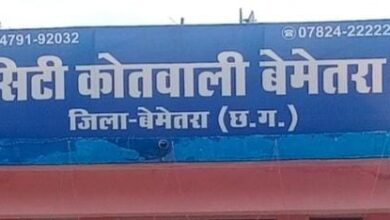 4791-92032 ☎ 07824-22222
सिटी कोतवाली बेमेतरा
जिला-बेमेतरा (छ.ग.)